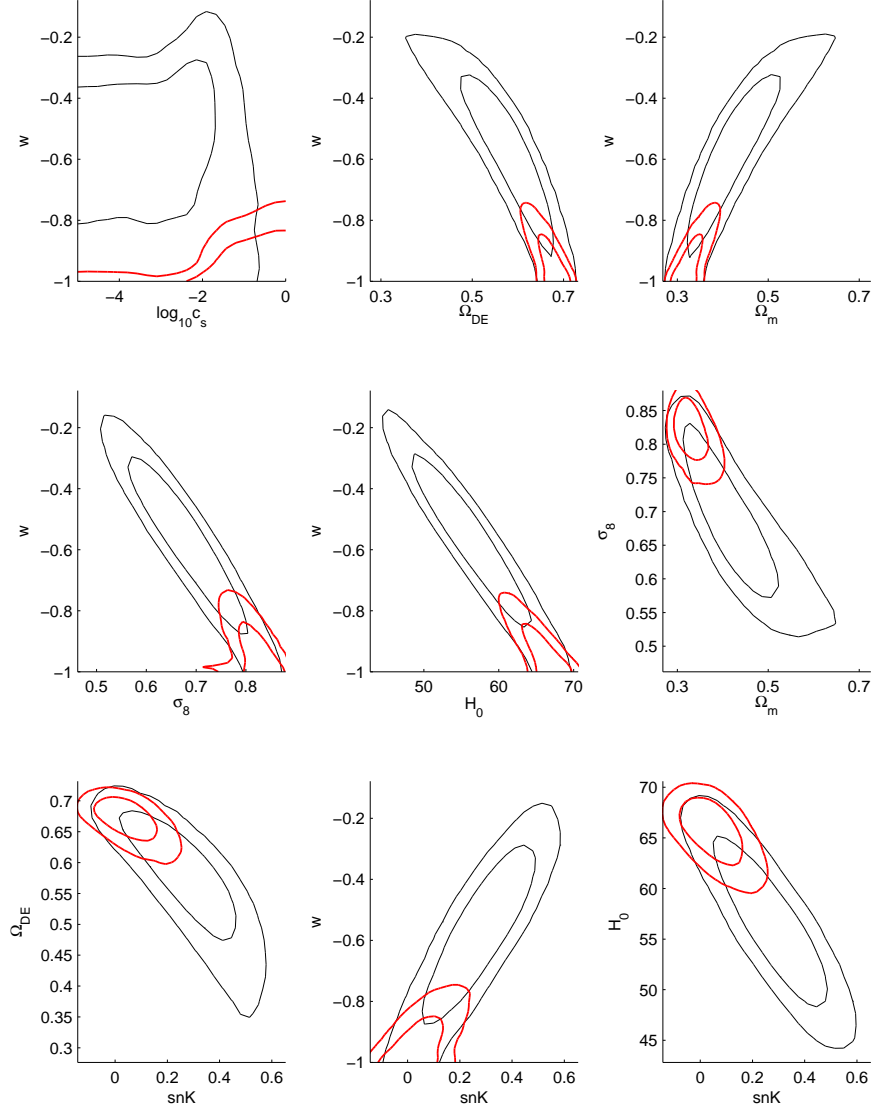 −0.2 −0.2 −0.2
−0.4 −0.4 −0.4
w w w
−0.6 −0.6 −0.6
−0.8 −0.8 −0.8
−1 −1 −1
−4 −2 0 0.3 0.5 0.7 0.3 0.5 0.7
log₁₀c_s Ω_DE Ω_m
−0.2 −0.2 0.85
−0.4 −0.4 0.8
0.75
w w σ₈ 0.7
−0.6 −0.6 0.65
0.6
−0.8 −0.8 0.55
0.5
−1 −1
0.5 0.6 0.7 0.8 50 60 70 0.3 0.5 0.7
σ₈ H₀ Ω_m
0.7 −0.2 70
0.65 65
0.6 −0.4 60
0.55
Ω_DE 0.5 w −0.6 H₀ 55
0.45 50
0.4 −0.8
0.35 45
0.3 −1
0 0.2 0.4 0.6 0 0.2 0.4 0.6 0 0.2 0.4 0.6
snK snK snK